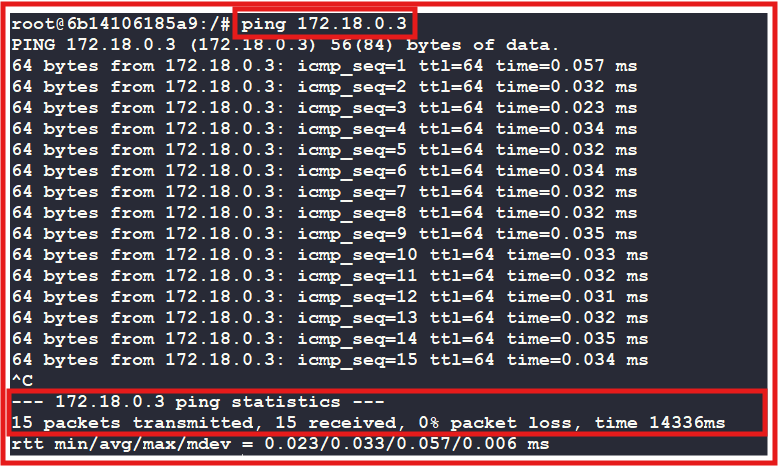 root@6b14106185a9:/# ping 172.18.0.3
PING 172.18.0.3 (172.18.0.3) 56(84) bytes of data.
64 bytes from 172.18.0.3: icmp_seq=1 ttl=64 time=0.057 ms
64 bytes from 172.18.0.3: icmp_seq=2 ttl=64 time=0.032 ms
64 bytes from 172.18.0.3: icmp_seq=3 ttl=64 time=0.023 ms
64 bytes from 172.18.0.3: icmp_seq=4 ttl=64 time=0.034 ms
64 bytes from 172.18.0.3: icmp_seq=5 ttl=64 time=0.032 ms
64 bytes from 172.18.0.3: icmp_seq=6 ttl=64 time=0.034 ms
64 bytes from 172.18.0.3: icmp_seq=7 ttl=64 time=0.032 ms
64 bytes from 172.18.0.3: icmp_seq=8 ttl=64 time=0.032 ms
64 bytes from 172.18.0.3: icmp_seq=9 ttl=64 time=0.035 ms
64 bytes from 172.18.0.3: icmp_seq=10 ttl=64 time=0.033 ms
64 bytes from 172.18.0.3: icmp_seq=11 ttl=64 time=0.032 ms
64 bytes from 172.18.0.3: icmp_seq=12 ttl=64 time=0.031 ms
64 bytes from 172.18.0.3: icmp_seq=13 ttl=64 time=0.032 ms
64 bytes from 172.18.0.3: icmp_seq=14 ttl=64 time=0.035 ms
64 bytes from 172.18.0.3: icmp_seq=15 ttl=64 time=0.034 ms
^C
--- 172.18.0.3 ping statistics ---
15 packets transmitted, 15 received, 0% packet loss, time 14336ms
rtt min/avg/max/mdev = 0.023/0.033/0.057/0.006 ms